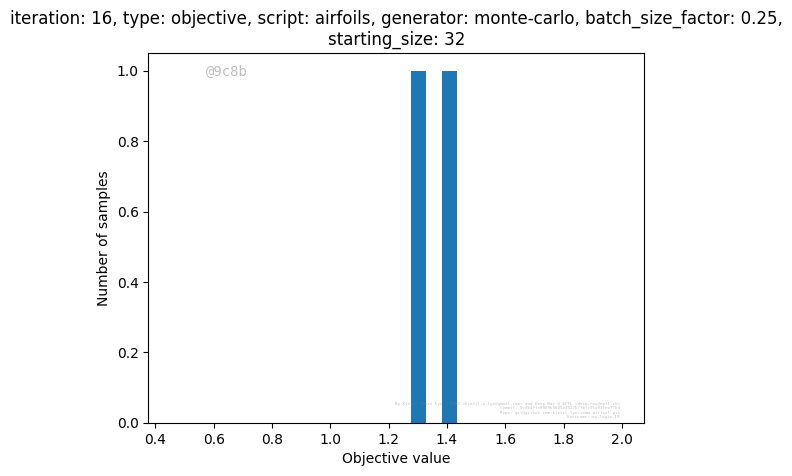 iteration: 16, type: objective, script: airfoils, generator: monte-carlo, batch_size_factor: 0.25,
starting_size: 32
@9c8b
1.0
0.8
0.6
0.4
0.2
0.0
Number of samples
0.4 0.6 0.8 1.0 1.2 1.4 1.6 1.8 2.0
Objective value